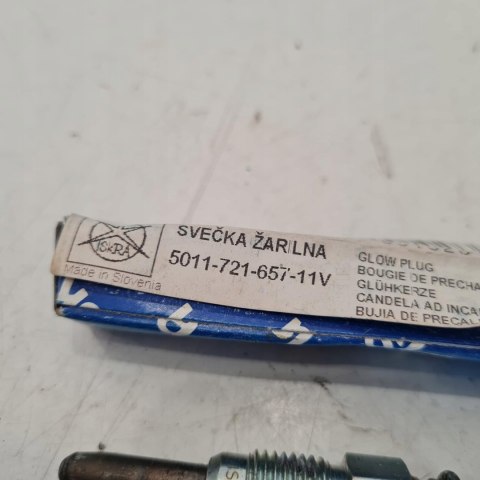 ISKRA
Made in Slovenia
SVEČKA ŽARILNA
5011-721-657-11V
GLOW PLUG
BOUGIE DE PRECHA
GLÜHKERZE
CANDELA AD INCA
BUJIA DE PRECAL